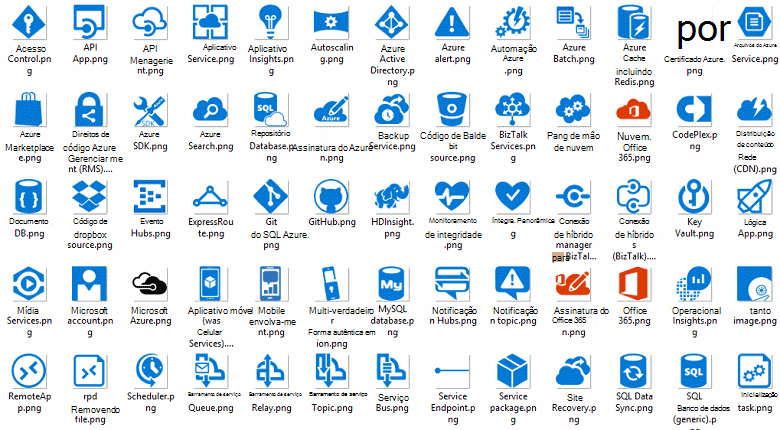 Acesso
Control.pn
g
API
App.png
API
Managerie
nt.png
Aplicativo
Service.png
Aplicativo
Insights.png
Autoscalin
g.png
Azure
Active
Directory.p
ng
Azure
alert.png
Automação
Azure
.png
Azure
Batch.png
Azure
Cache
incluindo
Redis.png
por
Certificado Azure.
png
Arquivos do Azure
Service.png
Azure
Marketplac
e.png
Direitos de
código Azure
Gerenciar me
nt (RMS)....
Azure
SDK.png
Azure
Search.png
Repositório
Database.pn
g
Azure
Assinatura do Azure
n.png
Backup
Service.png
Código de Balde
bit
source.png
BizTalk
Services.pn
g
Pang de mão
de nuvem
Nuvem.
Office
365.png
CodePlex.p
ng
Distribuição
de conteúdo
Rede
(CDN).png
Documento
DB.png
Código de
dropbox
source.png
Evento
Hubs.png
ExpressRou
te.png
Git
do SQL Azure.
png
GitHub.png
HDInsight.
png
Monitoramento
de integridade
.png
Íntegra. Panorâmico
g
Conexão
de híbrido
manager
para BizTal...
Conexão
de híbrido
s
(BizTalk)....
Key
Vault.png
Lógica
App.png
Mídia
Services.pn
g
Microsoft
account.pn
g
Microsoft
Azure.png
Aplicativo móvel
(was
Celular
Services)....
Mobile
envolva-me
nt.png
Multi-verdadeiro
r
Forma autêntica em
ion.png
MySQL
database.p
ng
Notificação
n Hubs.png
Notificação
n topic.png
Assinatura do
Office 365
n.png
Office
365.png
Operacional
Insights.pn
g
tanto
image.png
RemoteAp
p.png
rpd
Removendo
file.png
Scheduler.p
ng
Barramento de serviço
Queue.png
Barramento de serviço
Relay.png
Barramento de serviço
Topic.png
Serviço
Bus.png
Service
Endpoint.p
ng
Service
package.pn
g
Site
Recovery.p
ng
SQL Data
Sync.png
SQL
Banco de dados
(generic).p
ng
Inicialização
task.png